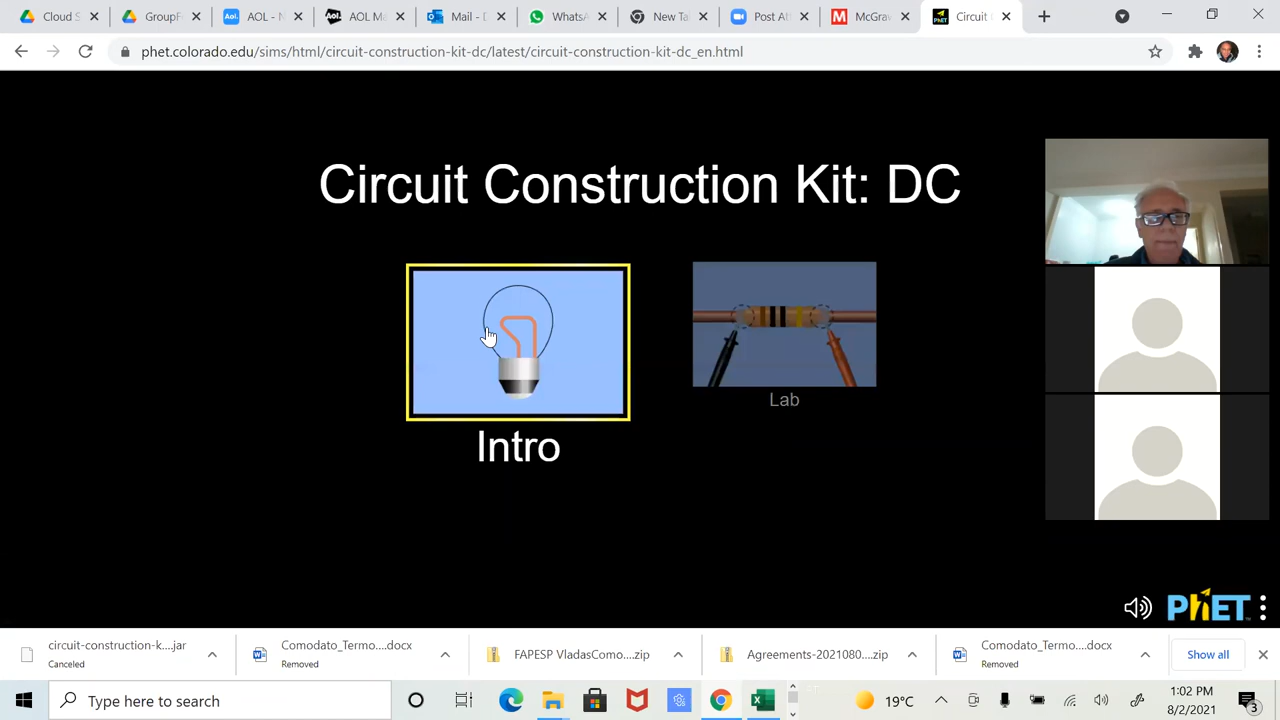 Cloud S
GroupF
AOL - N
AOL Me
Mail - D
WhatsA
New Ta
Post At
McGraw
Circuit
phet.colorado.edu/sims/html/circuit-construction-kit-dc/latest/circuit-construction-kit-dc_en.html
Circuit Construction Kit: DC
Intro
Lab
PhET
circuit-construction-k....jar
Canceled
Comodato_Termo....docx
Removed
FAPESP VladasComo....zip
Agreements-2021080....zip
Comodato_Termo....docx
Removed
Show all
Type here to search
19°C
1:02 PM
8/2/2021
3